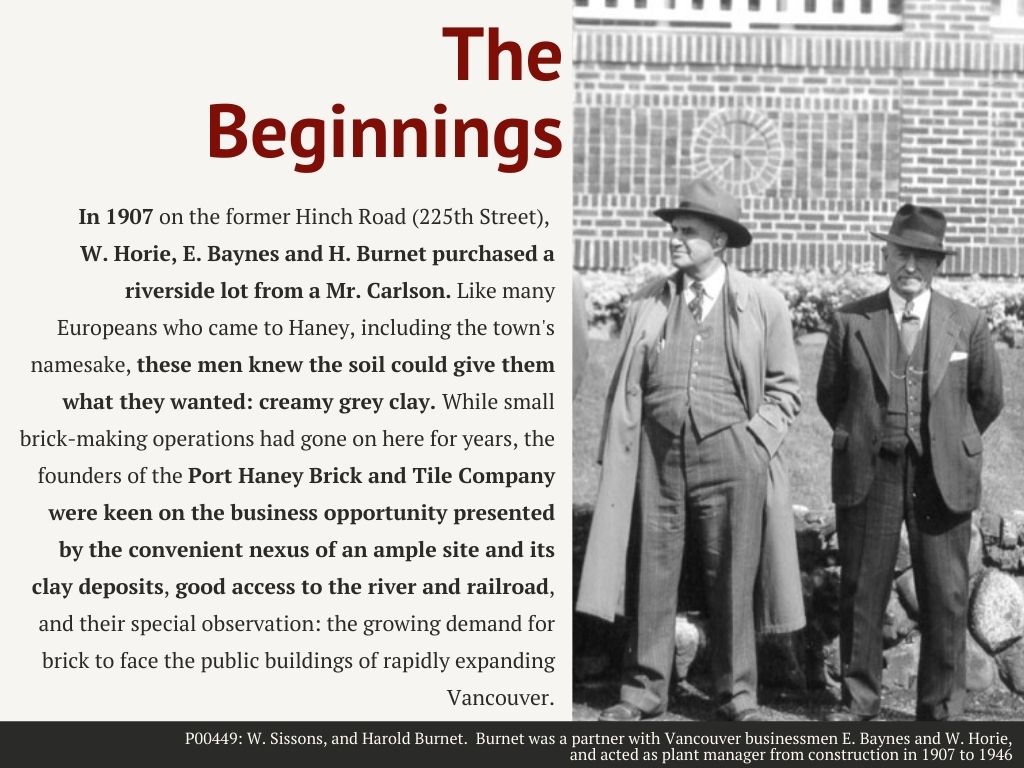 The
Beginnings
In 1907 on the former Hinch Road (225th Street),
W. Horie, E. Baynes and H. Burnet purchased a
riverside lot from a Mr. Carlson. Like many
Europeans who came to Haney, including the town's
namesake, these men knew the soil could give them
what they wanted: creamy grey clay. While small
brick-making operations had gone on here for years, the
founders of the Port Haney Brick and Tile Company
were keen on the business opportunity presented
by the convenient nexus of an ample site and its
clay deposits, good access to the river and railroad,
and their special observation: the growing demand for
brick to face the public buildings of rapidly expanding
Vancouver.
P00449: W. Sissons, and Harold Burnet. Burnet was a partner with Vancouver businessmen E. Baynes and W. Horie,
and acted as plant manager from construction in 1907 to 1946